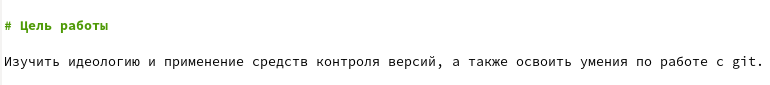 # Цель работы
Изучить идеологию и применение средств контроля версий, а также освоить умения по работе с git.